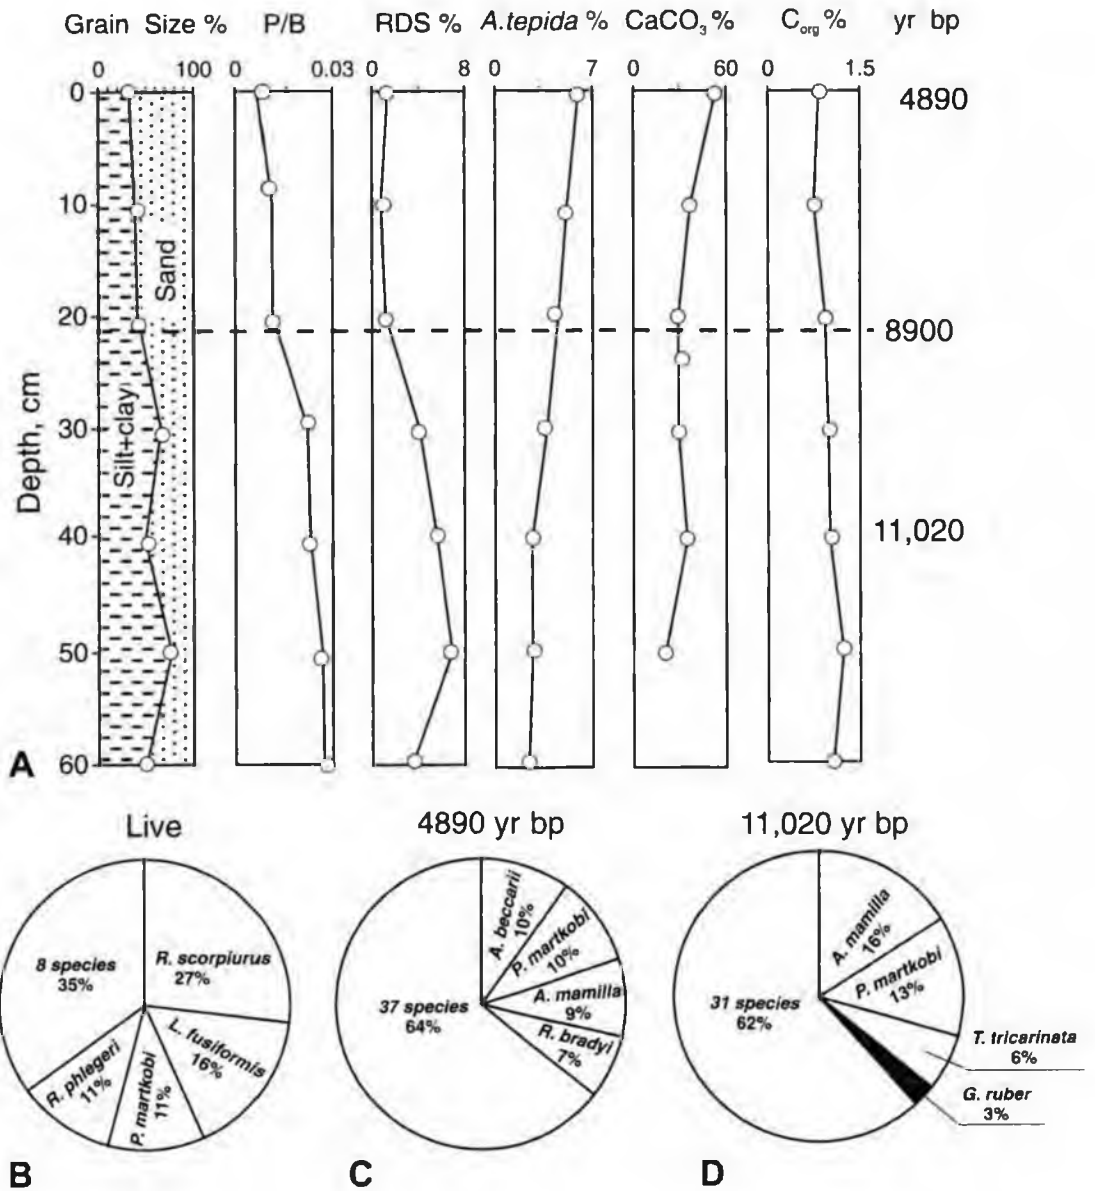 Grain Size % P/B RDS % A.tepida % CaCO₃ % Corg % yr bp
0 100 0 0.03 0 8 0 7 0 60 0 1.5
0 4890
10
Sand
20
8900
Silt+clay
30
Depth, cm
40 11,020
50
60
A
Live 4890 yr bp 11,020 yr bp
8 species
35%
R. scorpiurus
27%
L. fusiformis
16%
P. martkobi
11%
R. phlegeri
11%
B
A. beccarii
10%
P. martkobi
10%
A. mamilla
9%
R. bradyi
7%
37 species
64%
C
A. mamilla
16%
P. martkobi
13%
T. tricarinata
6%
G. ruber
3%
31 species
62%
D